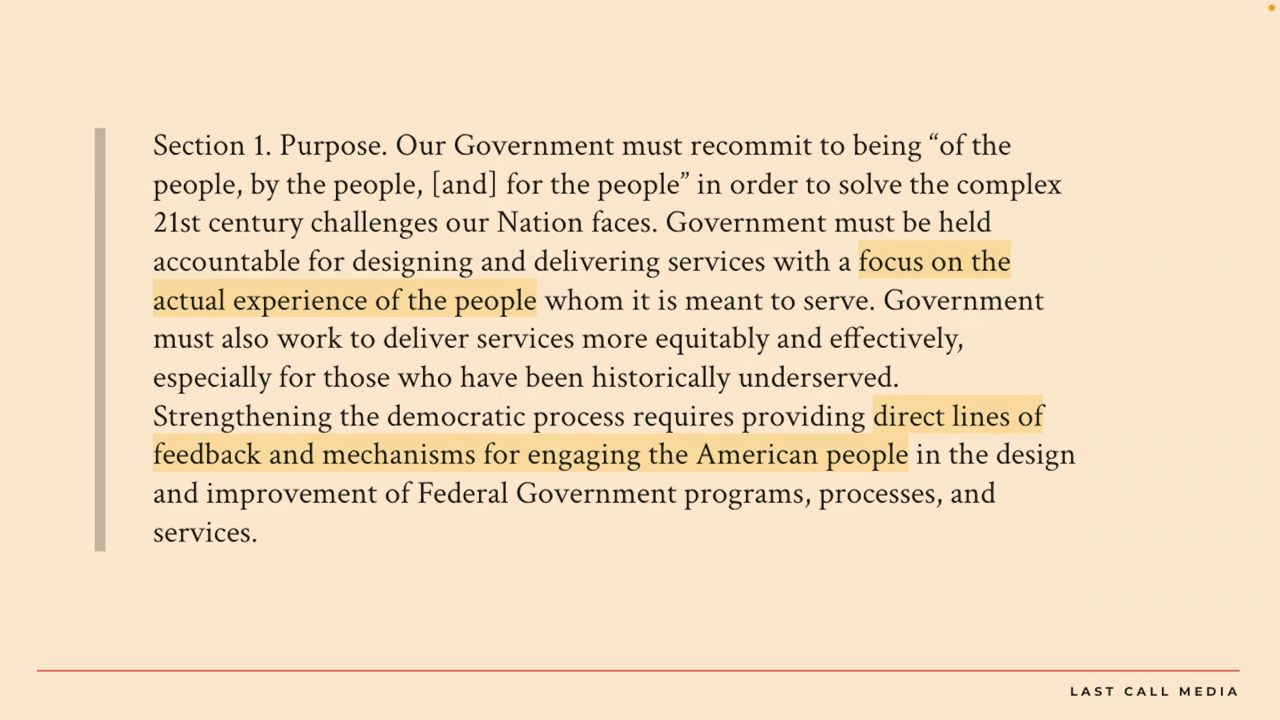 Section 1. Purpose. Our Government must recommit to being “of the
people, by the people, [and] for the people” in order to solve the complex
21st century challenges our Nation faces. Government must be held
accountable for designing and delivering services with a focus on the
actual experience of the people whom it is meant to serve. Government
must also work to deliver services more equitably and effectively,
especially for those who have been historically underserved.
Strengthening the democratic process requires providing direct lines of
feedback and mechanisms for engaging the American people in the design
and improvement of Federal Government programs, processes, and
services.
LAST CALL MEDIA